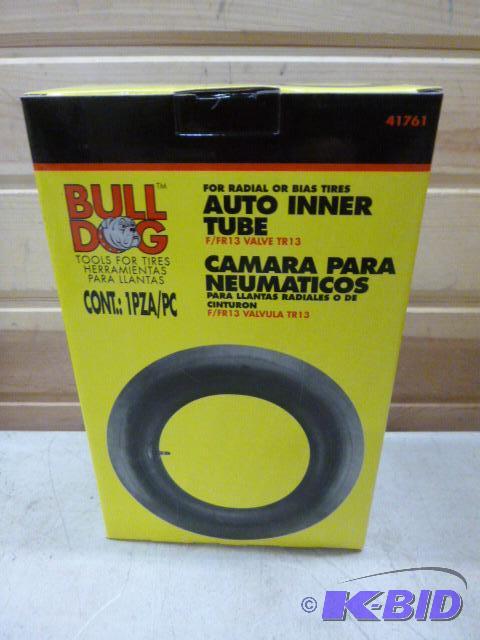 41761
BULL DOG™
TOOLS FOR TIRES
HERRAMIENTAS
PARA LLANTAS
CONT.: 1PZA/PC
FOR RADIAL OR BIAS TIRES
AUTO INNER
TUBE
F/FR13 VALVE TR13
CAMARA PARA
NEUMATICOS
PARA LLANTAS RADIALES O DE
CINTURON
F/FR13 VALVULA TR13
© K-BID